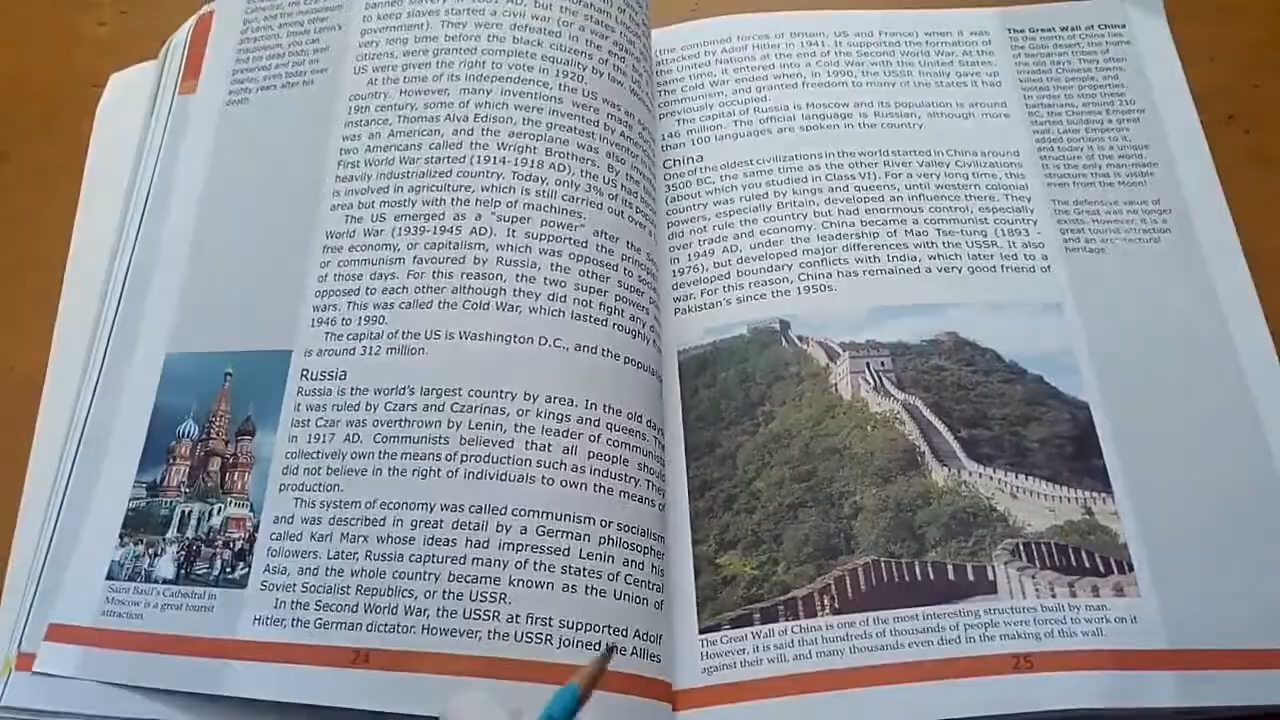 Cathedral, the
gun, and the mausoleum
of Lenin, among other
attractions. Inside Lenin's
mausoleum, you can
find his dead body, well
preserved and put on
display, even today over
eighty years after his
death.
banned slavery in AD, but the state
to keep slaves started a civil war (or a war
government). They were defeated in the end
very long time before the black citizens of the
citizens, were granted complete equality by law.
US were given the right to vote in 1920.
At the time of its independence, the US was an
country. However, many inventions were made
19th century, some of which were invented by
instance, Thomas Alva Edison, the greatest inventor
was an American, and the aeroplane was also
two Americans called the Wright Brothers. By the
First World War started (1914-1918 AD), the US had
heavily-industrialized country. Today, only 3% of its
is involved in agriculture, which is still carried out over
area but mostly with the help of machines.
The US emerged as a "super power" after the
World War (1939-1945 AD). It supported the
free economy, or capitalism, which was opposed to
or communism favoured by Russia, the other super
of those days. For this reason, the two super powers
opposed to each other although they did not fight any
wars. This was called the Cold War, which lasted roughly
1946 to 1990.
The capital of the US is Washington D.C., and the
is around 312 million.
Russia
Russia is the world's largest country by area. In the old days
it was ruled by Czars and Czarinas, or kings and queens. The
last Czar was overthrown by Lenin, the leader of communists
in 1917 AD. Communists believed that all people should
collectively own the means of production such as industry. They
did not believe in the right of individuals to own the means of
production.
This system of economy was called communism or socialism
and was described in great detail by a German philosopher
called Karl Marx whose ideas had impressed Lenin and his
followers. Later, Russia captured many of the states of Central
Asia, and the whole country became known as the Union of
Soviet Socialist Republics, or the USSR.
In the Second World War, the USSR at first supported Adolf
Hitler, the German dictator. However, the USSR joined the Allies
Saint Basil's Cathedral in
Moscow is a great tourist
attraction.
24
(the combined forces of Britain, US and France) when it was
attacked by Adolf Hitler in 1941. It supported the formation of
the United Nations at the end of the Second World War. At the
same time, it entered into a Cold War with the United States.
The Cold War ended when, in 1990, the USSR finally gave up
communism, and granted freedom to many of the states it had
previously occupied.
The capital of Russia is Moscow and its population is around
146 million. The official language is Russian, although more
than 100 languages are spoken in the country.
China
One of the oldest civilizations in the world started in China around
3500 BC, the same time as the other River Valley Civilizations
(about which you studied in Class VI). For a very long time, this
country was ruled by kings and queens, until western colonial
powers, especially Britain, developed an influence there. They
did not rule the country but had enormous control, especially
over trade and economy. China became a communist country
in 1949 AD, under the leadership of Mao Tse-tung (1893 -
1976), but developed major differences with the USSR. It also
developed boundary conflicts with India, which later led to a
war. For this reason, China has remained a very good friend of
Pakistan's since the 1950s.
The Great Wall of China is one of the most interesting structures built by man.
However, it is said that hundreds of thousands of people were forced to work on it
against their will, and many thousands even died in the making of this wall.
25
The Great Wall of China
To the north of China lies
the Gobi desert, the home
of barbarian tribes of
the old days. They often
invaded Chinese towns,
killed the people, and
looted their properties.
In order to stop these
barbarians, around 210
BC, the Chinese Emperor
started building a great
wall. Later Emperors
added portions to it,
and today it is a unique
structure of the world.
It is the only man-made
structure that is visible
even from the Moon!
The defensive value of
the Great wall no longer
exists. However, it is a
great tourist attraction
and an architectural
heritage.